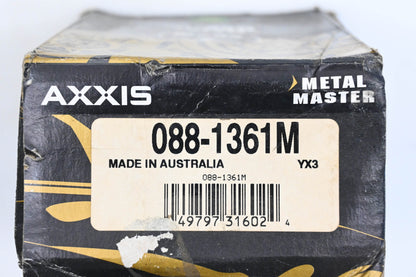 AXXIS
METAL
MASTER
088-1361M
MADE IN AUSTRALIA YX3
088-1361M
49797 31602 4